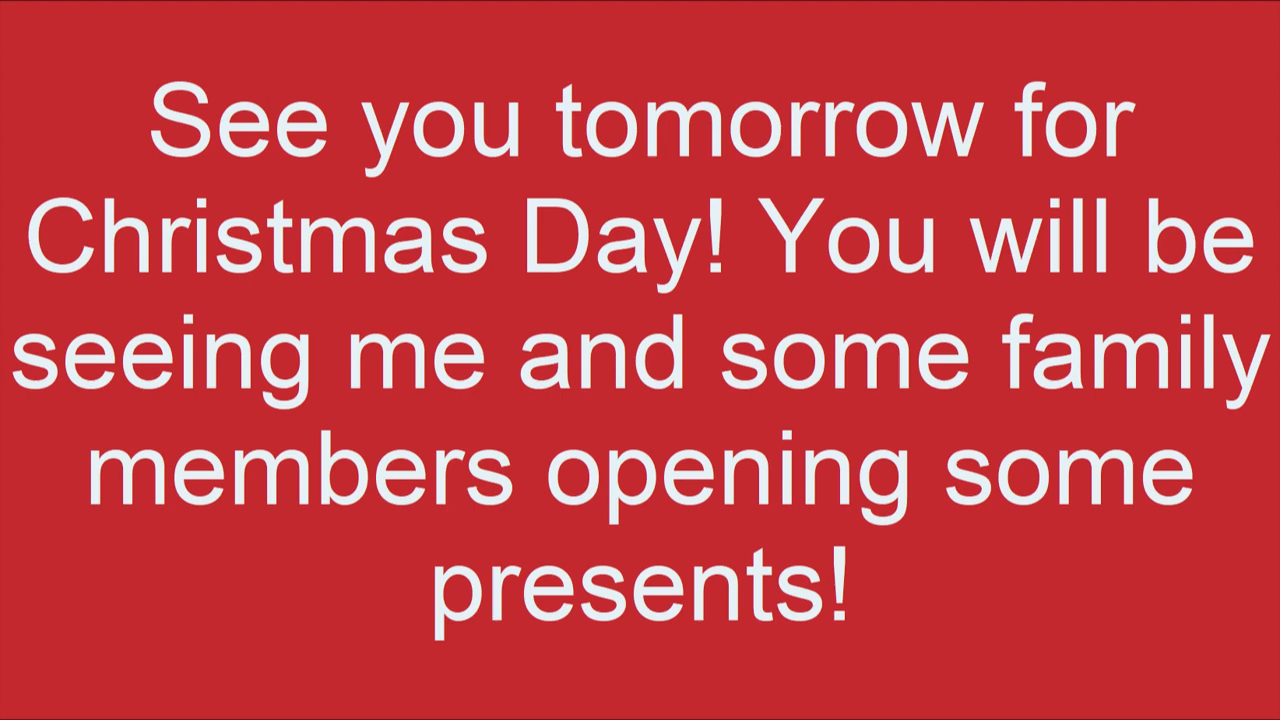 See you tomorrow for
Christmas Day! You will be
seeing me and some family
members opening some
presents!